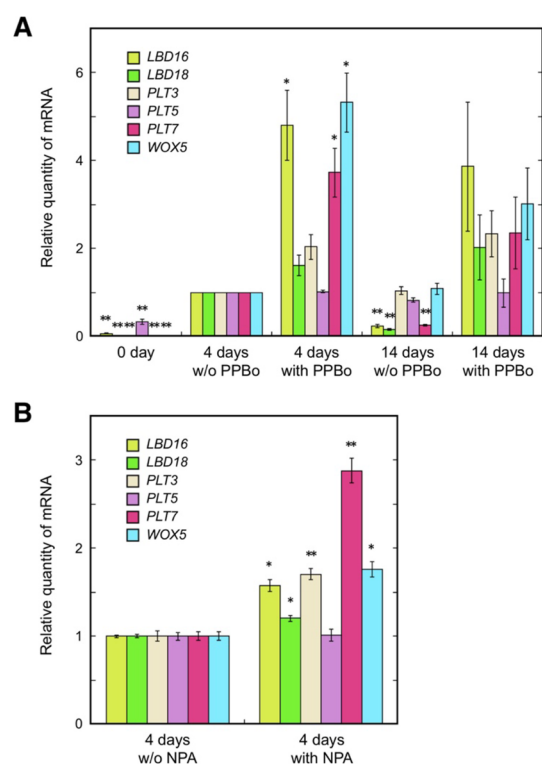 A
Relative quantity of mRNA
6
4
2
1
0
LBD16
LBD18
PLT3
PLT5
PLT7
WOX5
** ** ** ** ** **
* * *
** ** **
0 day
4 days
w/o PPBo
4 days
with PPBo
14 days
w/o PPBo
14 days
with PPBo
B
Relative quantity of mRNA
3
2
1
0
LBD16
LBD18
PLT3
PLT5
PLT7
WOX5
* * ** ** *
4 days
w/o NPA
4 days
with NPA